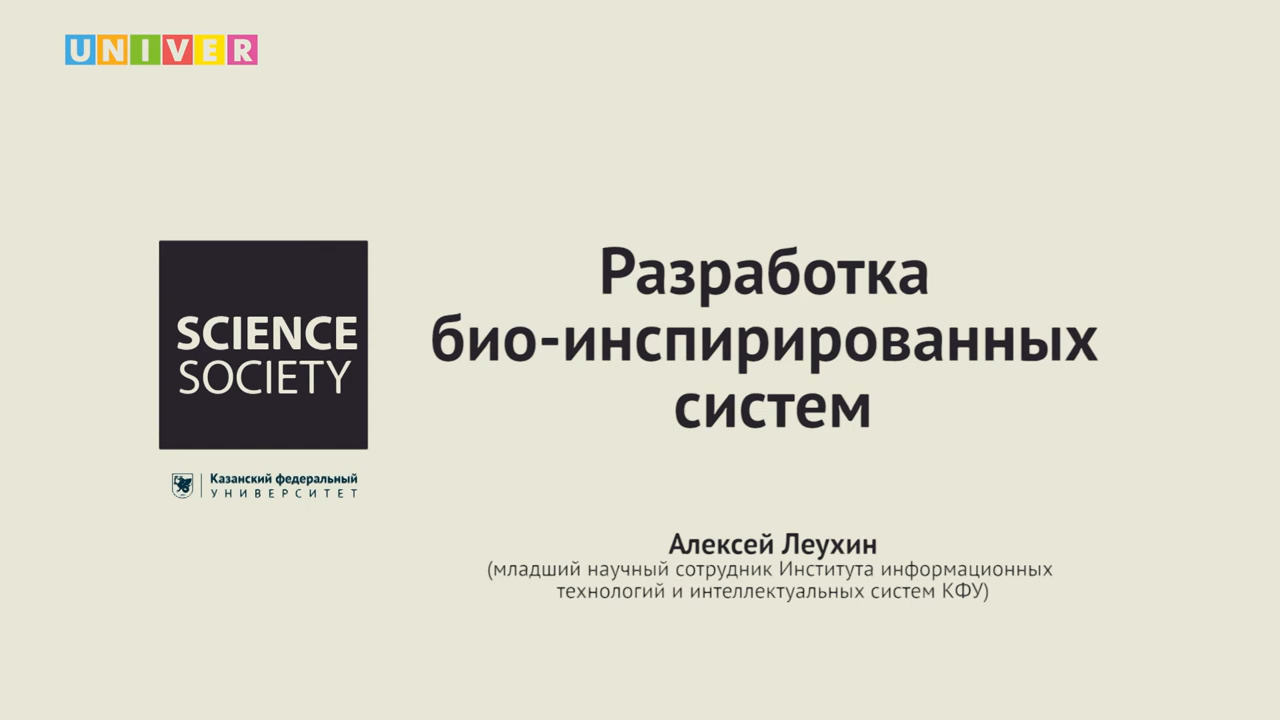 UNIVER
SCIENCE
SOCIETY
Казанский федеральный
УНИВЕРСИТЕТ
Разработка
био-инспирированных
систем
Алексей Леухин
(младший научный сотрудник Института информационных
технологий и интеллектуальных систем КФУ)